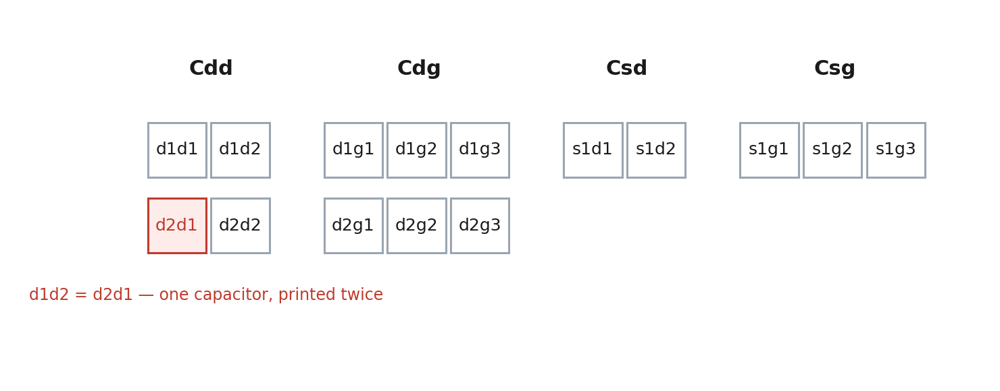 Cdd Cdg Csd Csg
d1d1 d1d2 d1g1 d1g2 d1g3 s1d1 s1d2 s1g1 s1g2 s1g3
d2d1 d2d2 d2g1 d2g2 d2g3
d1d2 = d2d1 — one capacitor, printed twice